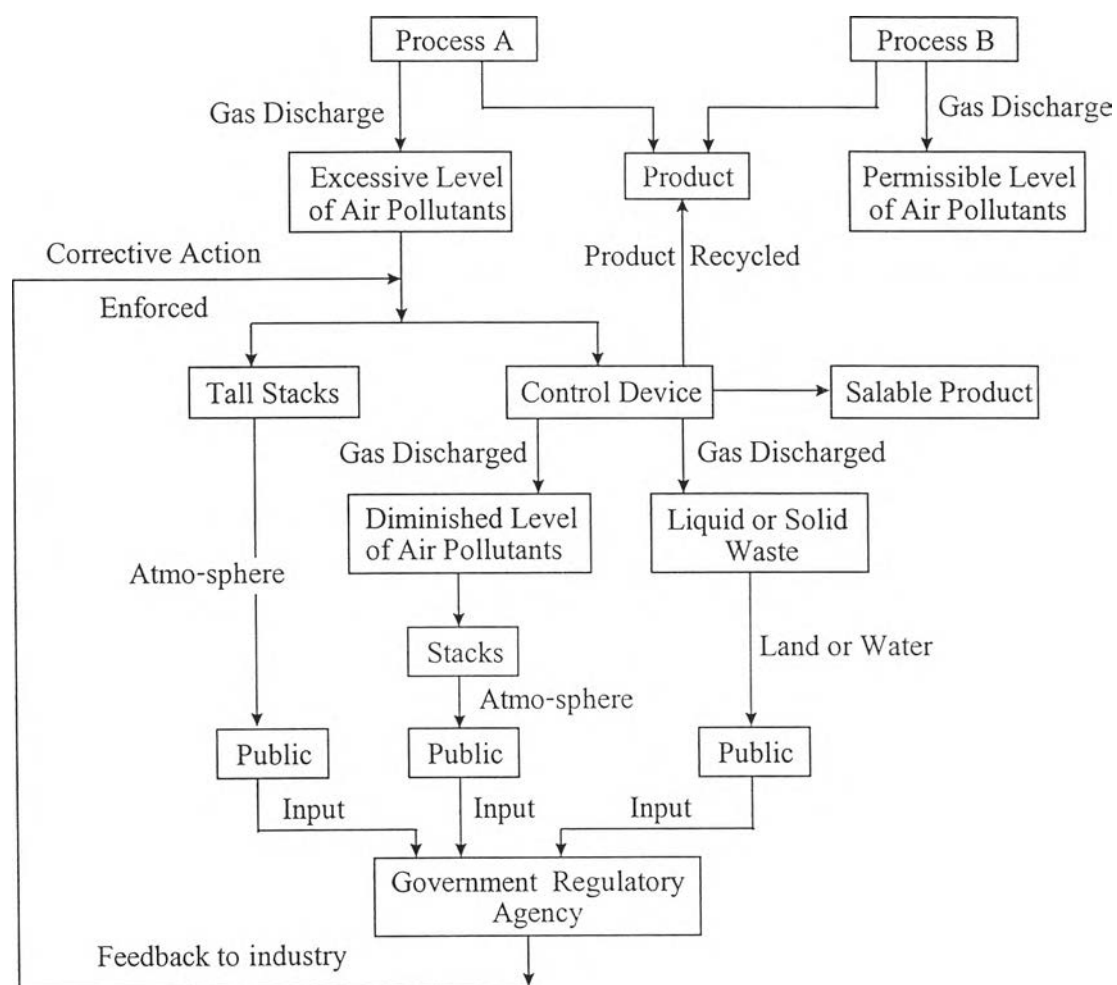 Process A
Process B
Gas Discharge
Gas Discharge
Excessive Level
of Air Pollutants
Product
Permissible Level
of Air Pollutants
Corrective Action
Enforced
Product Recycled
Tall Stacks
Control Device
Salable Product
Gas Discharged
Gas Discharged
Diminished Level
of Air Pollutants
Liquid or Solid
Waste
Atmo-sphere
Stacks
Land or Water
Atmo-sphere
Public
Public
Public
Input
Input
Input
Government Regulatory
Agency
Feedback to industry